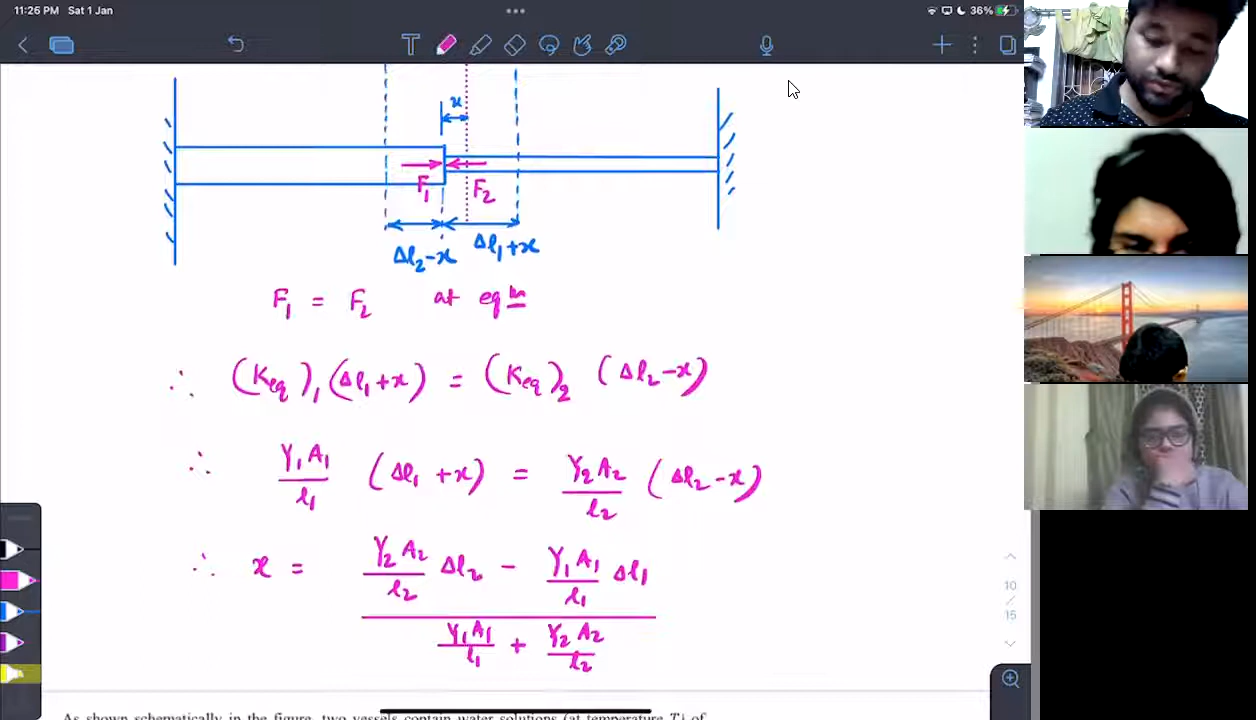 11:26 PM Sat 1 Jan
36%
T
x
F₁ F₂
Δl₂-x Δl₁+x
F₁ = F₂ at eqm
∴ (Keq)₁ (Δl₁+x) = (Keq)₂ (Δl₂-x)
∴ Y₁A₁/l₁ (Δl₁+x) = Y₂A₂/l₂ (Δl₂-x)
∴ x = (Y₂A₂/l₂ Δl₂ - Y₁A₁/l₁ Δl₁) / (Y₁A₁/l₁ + Y₂A₂/l₂)
10
/
15
As shown schematically in the figure, two vessels contain water solutions (at temperature T) of